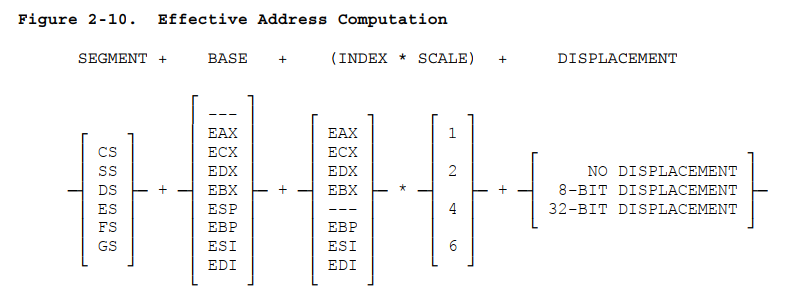 Figure 2-10. Effective Address Computation
SEGMENT + BASE + (INDEX * SCALE) + DISPLACEMENT
---
EAX EAX 1
CS ECX ECX
SS EDX EDX 2 NO DISPLACEMENT
DS + EBX + EBX * + 8-BIT DISPLACEMENT
ES ESP --- 4 32-BIT DISPLACEMENT
FS EBP EBP
GS ESI ESI 6
EDI EDI